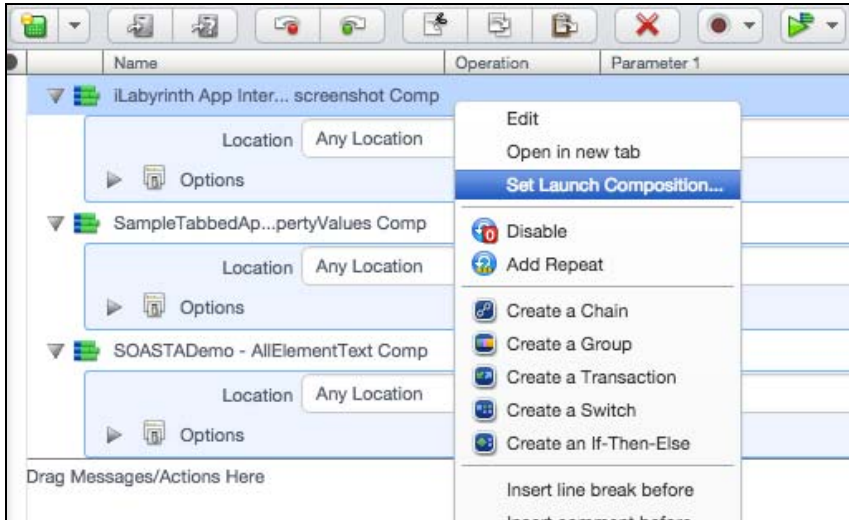 Name Operation Parameter 1
iLabyrinth App Inter... screenshot Comp
Location Any Location
Options
SampleTabbedAp...pertyValues Comp
Location Any Location
Options
SOASTADemo - AllElementText Comp
Location Any Location
Options
Drag Messages/Actions Here
Edit
Open in new tab
Set Launch Composition...
Disable
Add Repeat
Create a Chain
Create a Group
Create a Transaction
Create a Switch
Create an If-Then-Else
Insert line break before
Insert comment before